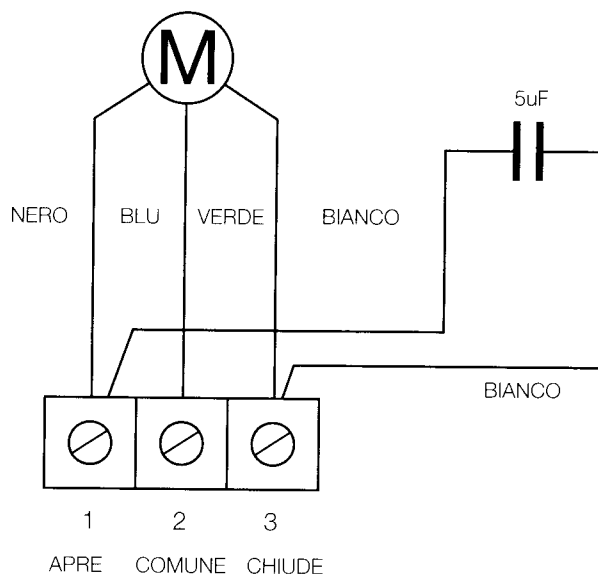 M
5uF
NERO BLU VERDE BIANCO
BIANCO
1 2 3
APRE COMUNE CHIUDE